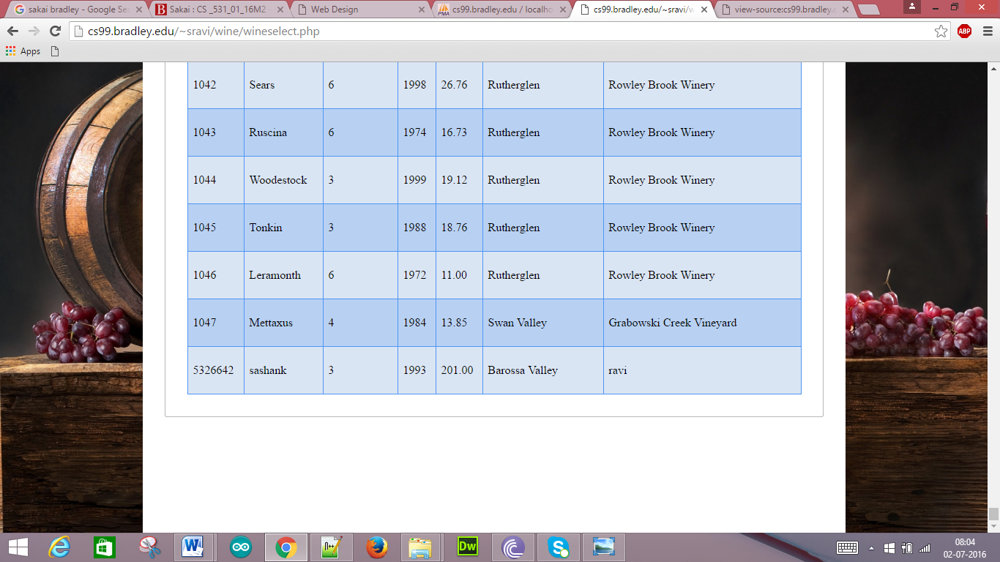 sakai bradley - Google Se
Sakai : CS _531_01_16M2
Web Design
cs99.bradley.edu / localho
cs99.bradley.edu/~sravi/w
view-source:cs99.bradley.e
cs99.bradley.edu/~sravi/wine/wineselect.php
ABP
Apps
1042 Sears 6 1998 26.76 Rutherglen Rowley Brook Winery
1043 Ruscina 6 1974 16.73 Rutherglen Rowley Brook Winery
1044 Woodestock 3 1999 19.12 Rutherglen Rowley Brook Winery
1045 Tonkin 3 1988 18.76 Rutherglen Rowley Brook Winery
1046 Leramonth 6 1972 11.00 Rutherglen Rowley Brook Winery
1047 Mettaxus 4 1984 13.85 Swan Valley Grabowski Creek Vineyard
5326642 sashank 3 1993 201.00 Barossa Valley ravi
Dw
08:04
02-07-2016